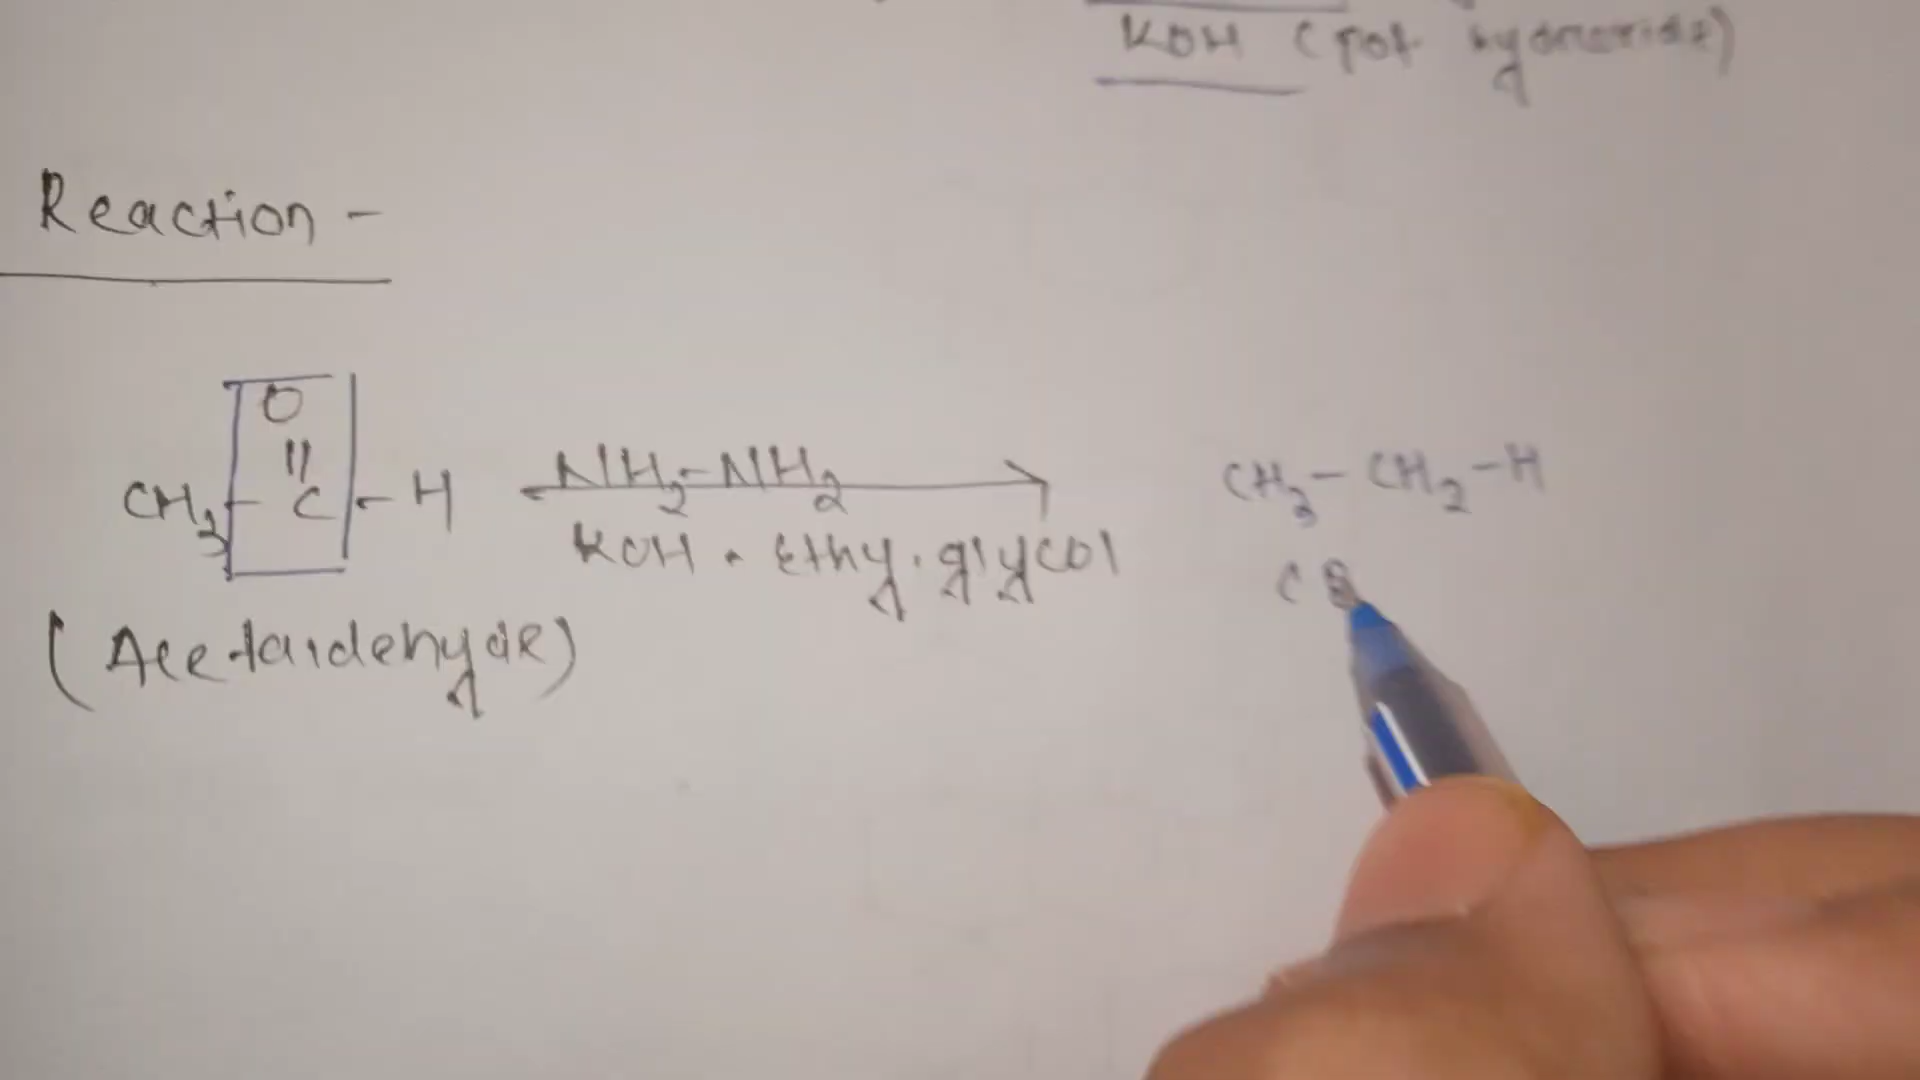 KOH (pot hydroxide)
Reaction -
O
||
CH3 - C - H
NH2-NH2
KOH • Ethy. glycol
CH3 - CH2 - H
(
(Acetaldehyde)